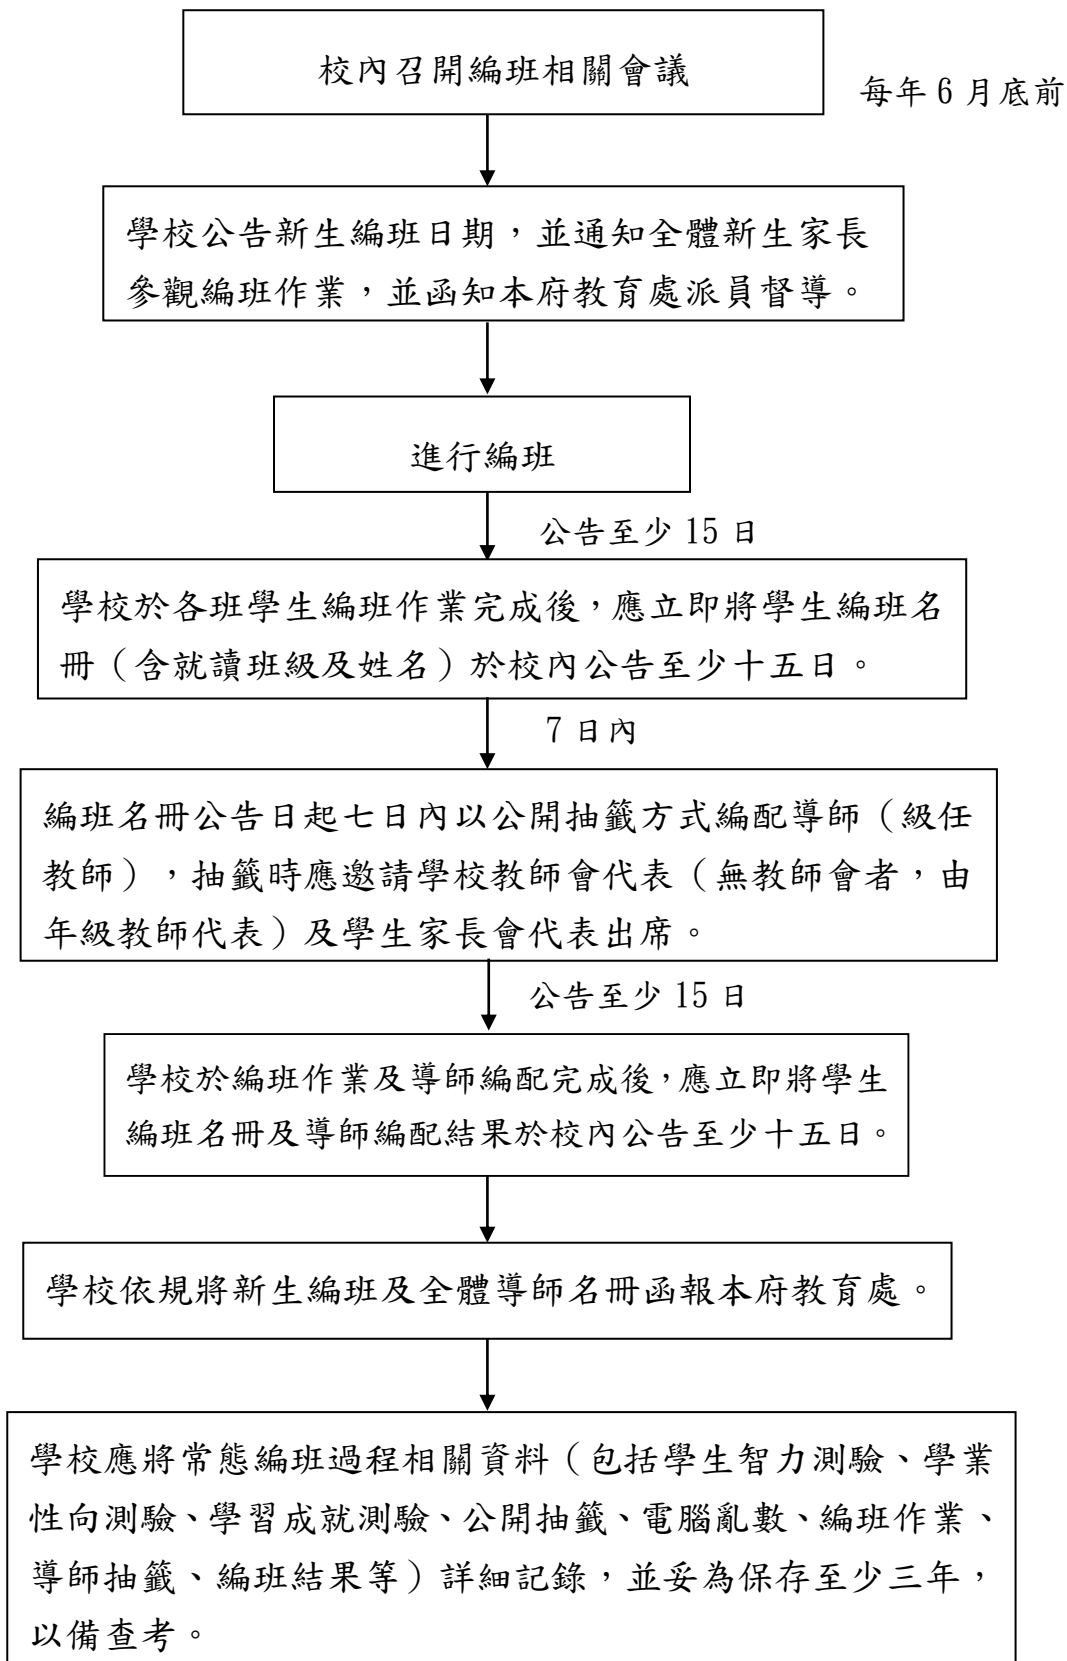 校內召開編班相關會議
每年 6 月底前
學校公告新生編班日期，並通知全體新生家長
參觀編班作業，並函知本府教育處派員督導。
進行編班
公告至少 15 日
學校於各班學生編班作業完成後，應立即將學生編班名
冊（含就讀班級及姓名）於校內公告至少十五日。
7 日內
編班名冊公告日起七日內以公開抽籤方式編配導師（級任
教師），抽籤時應邀請學校教師會代表（無教師會者，由
年級教師代表）及學生家長會代表出席。
公告至少 15 日
學校於編班作業及導師編配完成後，應立即將學生
編班名冊及導師編配結果於校內公告至少十五日。
學校依規將新生編班及全體導師名冊函報本府教育處。
學校應將常態編班過程相關資料（包括學生智力測驗、學業
性向測驗、學習成就測驗、公開抽籤、電腦亂數、編班作業、
導師抽籤、編班結果等）詳細記錄，並妥為保存至少三年，
以備查考。